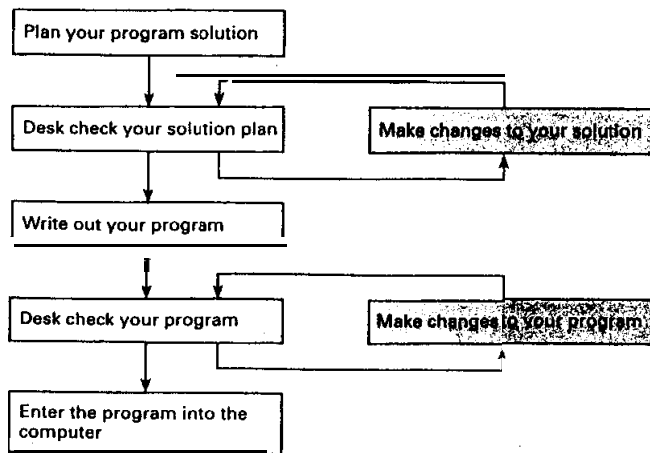 Plan your program solution
Desk check your solution plan
Make changes to your solution
Write out your program
Desk check your program
Make changes to your program
Enter the program into the
computer